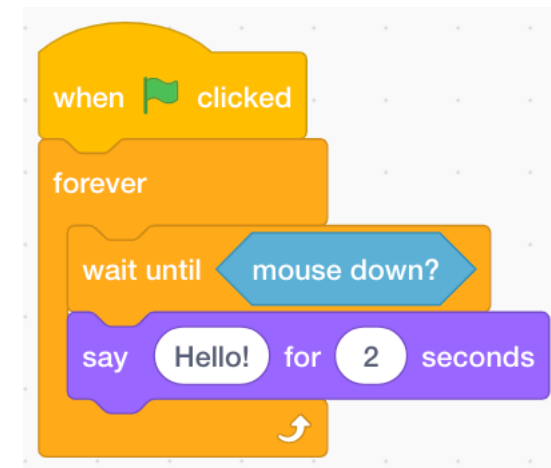 when clicked
forever
wait until mouse down?
say Hello! for 2 seconds